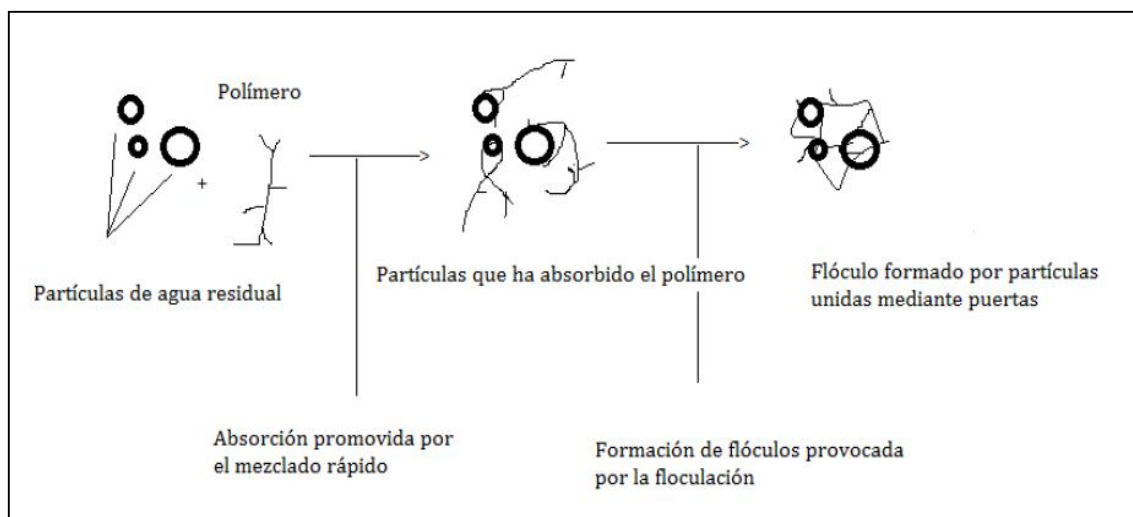 Polímero
+
Partículas de agua residual
Partículas que ha absorbido el polímero
Flóculo formado por partículas
unidas mediante puertas
Absorción promovida por
el mezclado rápido
Formación de flóculos provocada
por la floculación